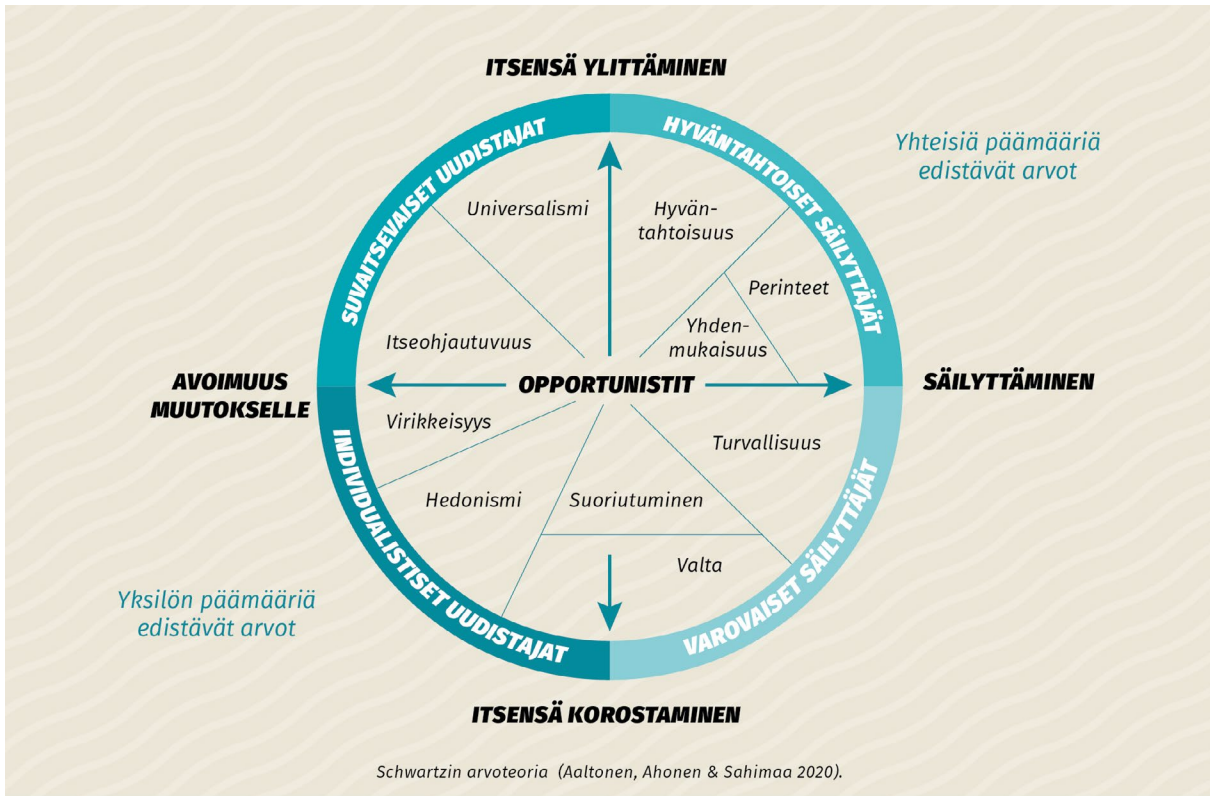 ITSENSÄ YLITTÄMINEN
SUVAITSEVAISET UUDISTAJAT
HYVÄNTAHTOISET SÄILYTTÄJÄT
Yhteisiä päämääriä
edistävät arvot
Universalismi
Hyvän-
tahtoisuus
Perinteet
Yhden-
mukaisuus
Itseohjautuvuus
AVOIMUUS
MUUTOKSELLE
OPPORTUNISTIT
SÄILYTTÄMINEN
Virikkeisyys
Turvallisuus
Hedonismi
Suoriutuminen
Valta
INDIVIDUALISTISET UUDISTAJAT
VAROVAISET SÄILYTTÄJÄT
Yksilön päämääriä
edistävät arvot
ITSENSÄ KOROSTAMINEN
Schwartzin arvoteoria (Aaltonen, Ahonen & Sahimaa 2020).